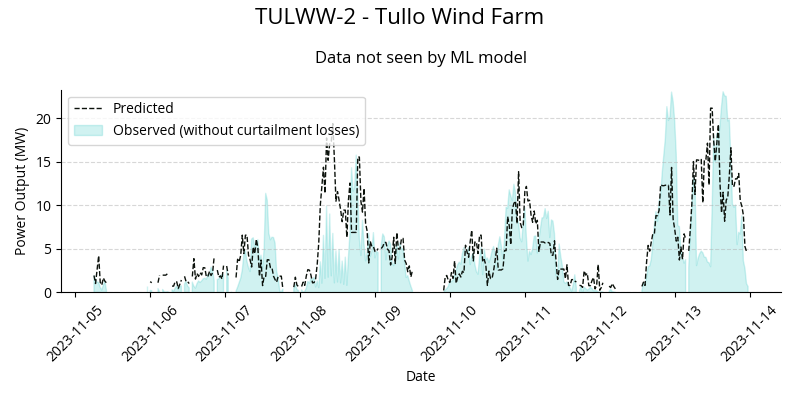 TULWW-2 - Tullo Wind Farm
Data not seen by ML model
Predicted
Observed (without curtailment losses)
Power Output (MW)
20
15
10
5
0
2023-11-05
2023-11-06
2023-11-07
2023-11-08
2023-11-09
2023-11-10
2023-11-11
2023-11-12
2023-11-13
2023-11-14
Date